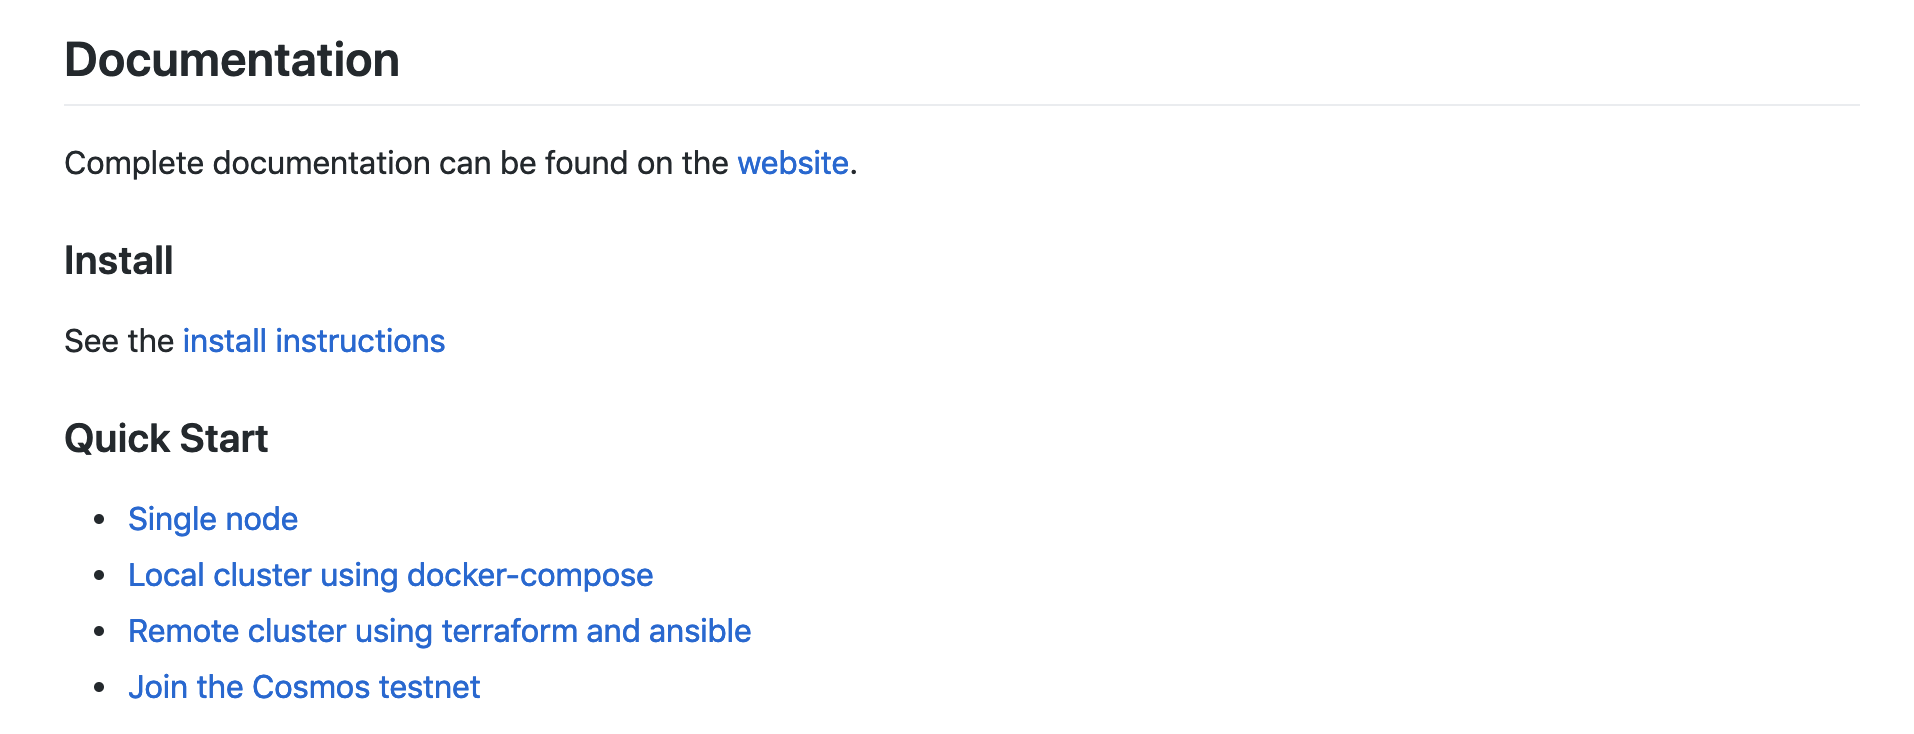 Documentation
Complete documentation can be found on the website.
Install
See the install instructions
Quick Start
• Single node
• Local cluster using docker-compose
• Remote cluster using terraform and ansible
• Join the Cosmos testnet